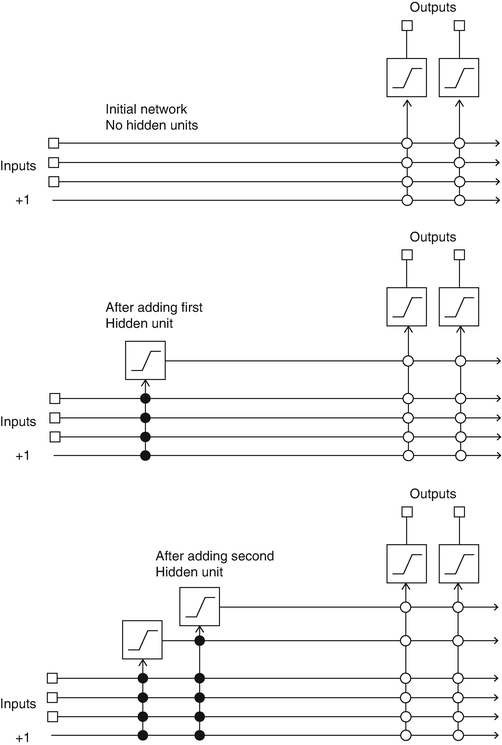 Outputs
Initial network
No hidden units
Inputs
+1
Outputs
After adding first
Hidden unit
Inputs
+1
Outputs
After adding second
Hidden unit
Inputs
+1